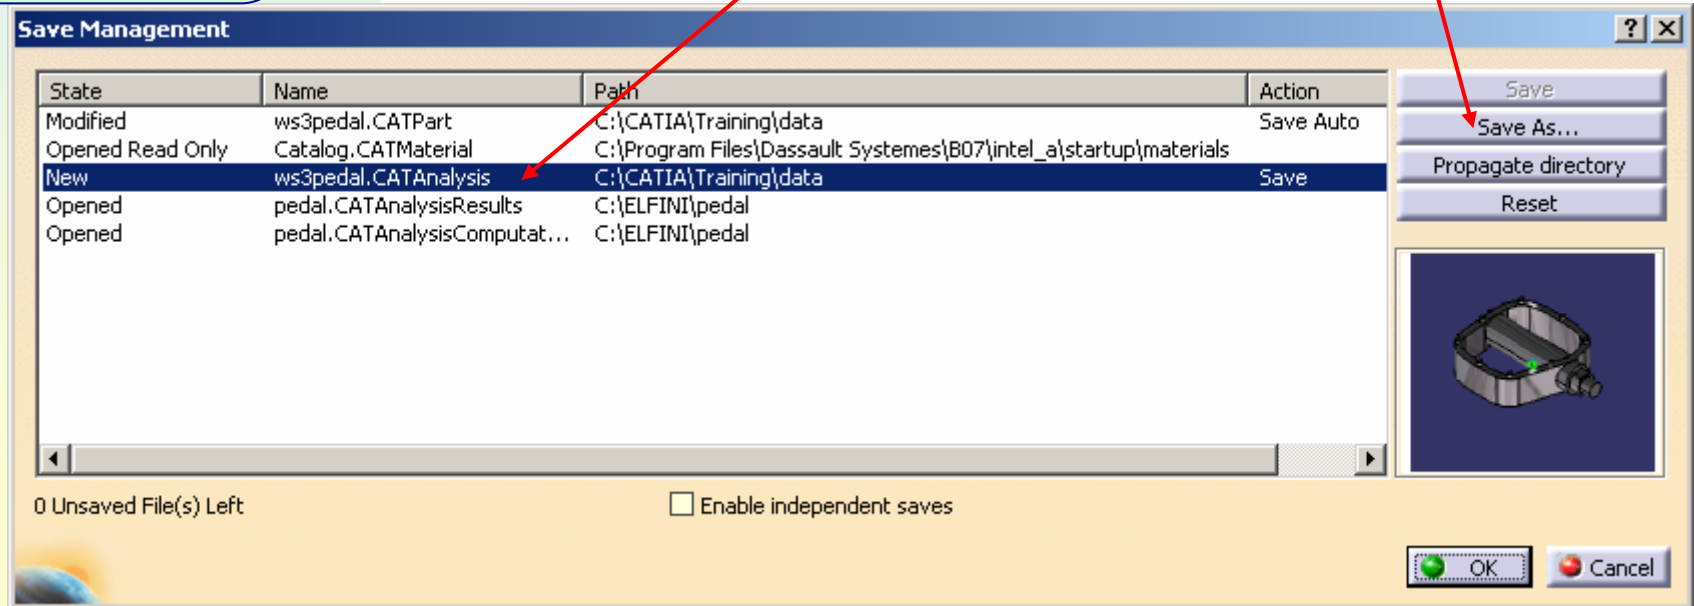 Save Management
State Name Path Action
Modified ws3pedal.CATPart C:\CATIA\Training\data Save Auto
Opened Read Only Catalog.CATMaterial C:\Program Files\Dassault Systemes\B07\intel_a\startup\materials
New ws3pedal.CATAnalysis C:\CATIA\Training\data Save
Opened pedal.CATAnalysisResults C:\ELFINI\pedal
Opened pedal.CATAnalysisComputat... C:\ELFINI\pedal
Save
Save As...
Propagate directory
Reset
0 Unsaved File(s) Left
Enable independent saves
OK
Cancel